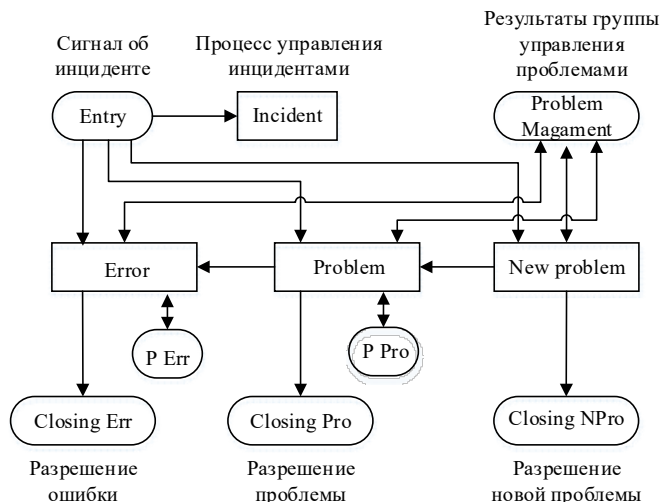 Сигнал об
инциденте
Процесс управления
инцидентами
Результаты группы
управления
проблемами
Entry
Incident
Problem
Magament
Error
Problem
New problem
P Err
P Pro
Closing Err
Closing Pro
Closing NPro
Разрешение
ошибки
Разрешение
проблемы
Разрешение
новой проблемы